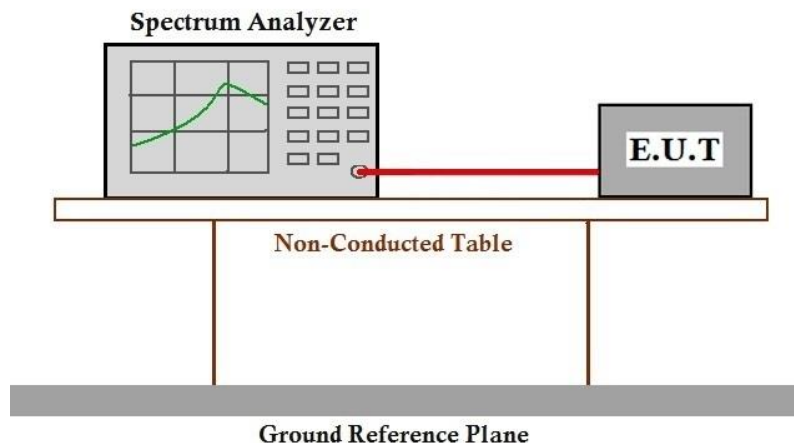 Spectrum Analyzer
E.U.T
Non-Conducted Table
Ground Reference Plane